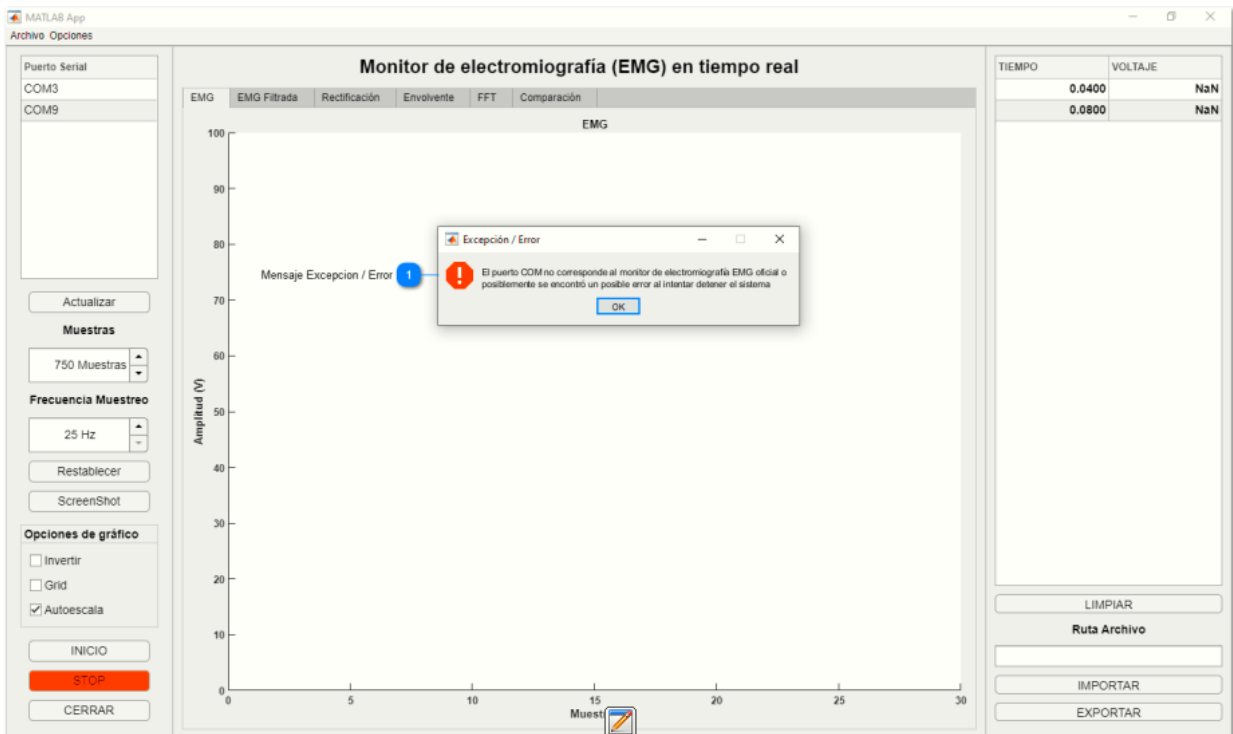 MATLAB App
Archivo Opciones
Puerto Serial
COM3
COM9
Actualizar
Muestras
750 Muestras
Frecuencia Muestreo
25 Hz
Restablecer
ScreenShot
Opciones de gráfico
Invertir
Grid
Autoescala
INICIO
STOP
CERRAR
Monitor de electromiografía (EMG) en tiempo real
EMG EMG Filtrada Rectificación Envolvente FFT Comparación
EMG
100
90
80
70
60
50
40
30
20
10
0
Amplitud (V)
0 5 10 15 20 25 30
Mensaje Excepcion / Error 1
Excepción / Error
El puerto COM no corresponde al monitor de electromiografía EMG oficial o
posiblemente se encontró un posible error al intentar detener el sistema
OK
TIEMPO VOLTAJE
0.0400 NaN
0.0800 NaN
LIMPIAR
Ruta Archivo
IMPORTAR
EXPORTAR